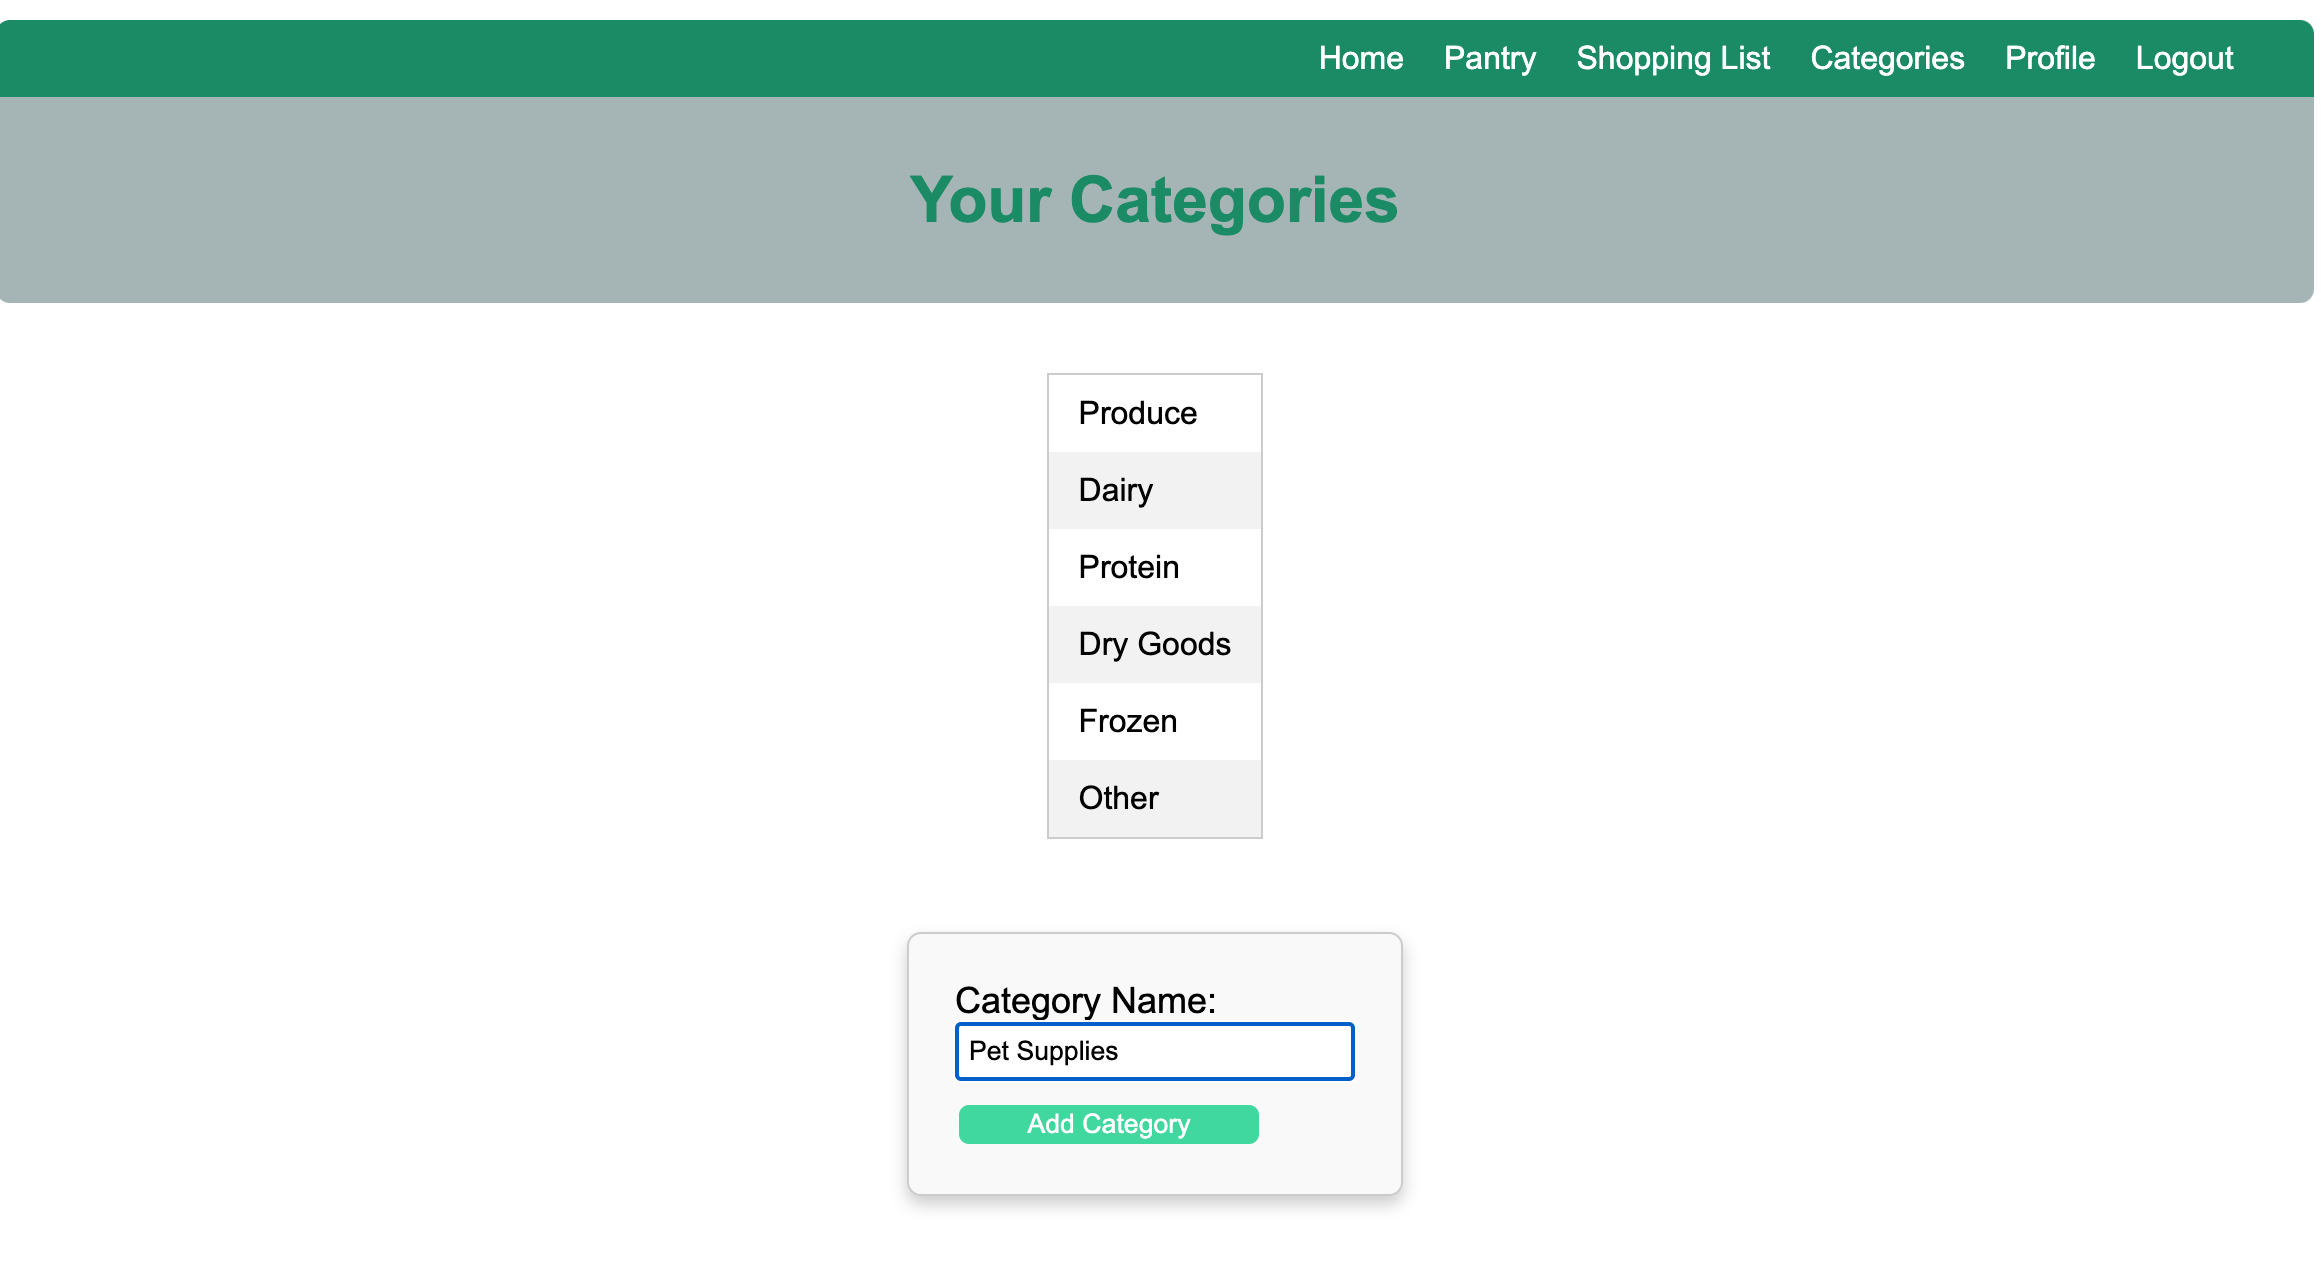 Home Pantry Shopping List Categories Profile Logout
Your Categories
Produce
Dairy
Protein
Dry Goods
Frozen
Other
Category Name:
Pet Supplies
Add Category